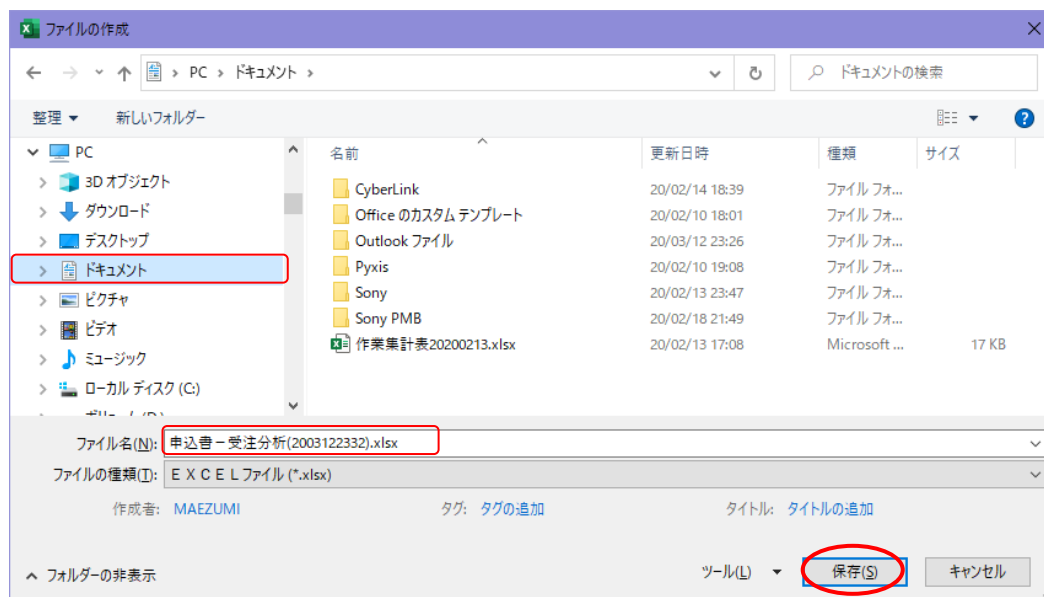 ファイルの作成
PC › ドキュメント ›
ドキュメントの検索
整理
新しいフォルダー
PC
3D オブジェクト
ダウンロード
デスクトップ
ドキュメント
ピクチャ
ビデオ
ミュージック
ローカル ディスク (C:)
名前 更新日時 種類 サイズ
CyberLink 20/02/14 18:39 ファイル フォ...
Office のカスタム テンプレート 20/02/10 18:01 ファイル フォ...
Outlook ファイル 20/03/12 23:26 ファイル フォ...
Pyxis 20/02/10 19:08 ファイル フォ...
Sony 20/02/13 23:47 ファイル フォ...
Sony PMB 20/02/18 21:49 ファイル フォ...
作業集計表20200213.xlsx 20/02/13 17:08 Microsoft ... 17 KB
ファイル名(N): 申込書－受注分析(2003122332).xlsx
ファイルの種類(T): ＥＸＣＥＬファイル (*.xlsx)
作成者: MAEZUMI タグ: タグの追加 タイトル: タイトルの追加
フォルダーの非表示
ツール(L) 保存(S) キャンセル